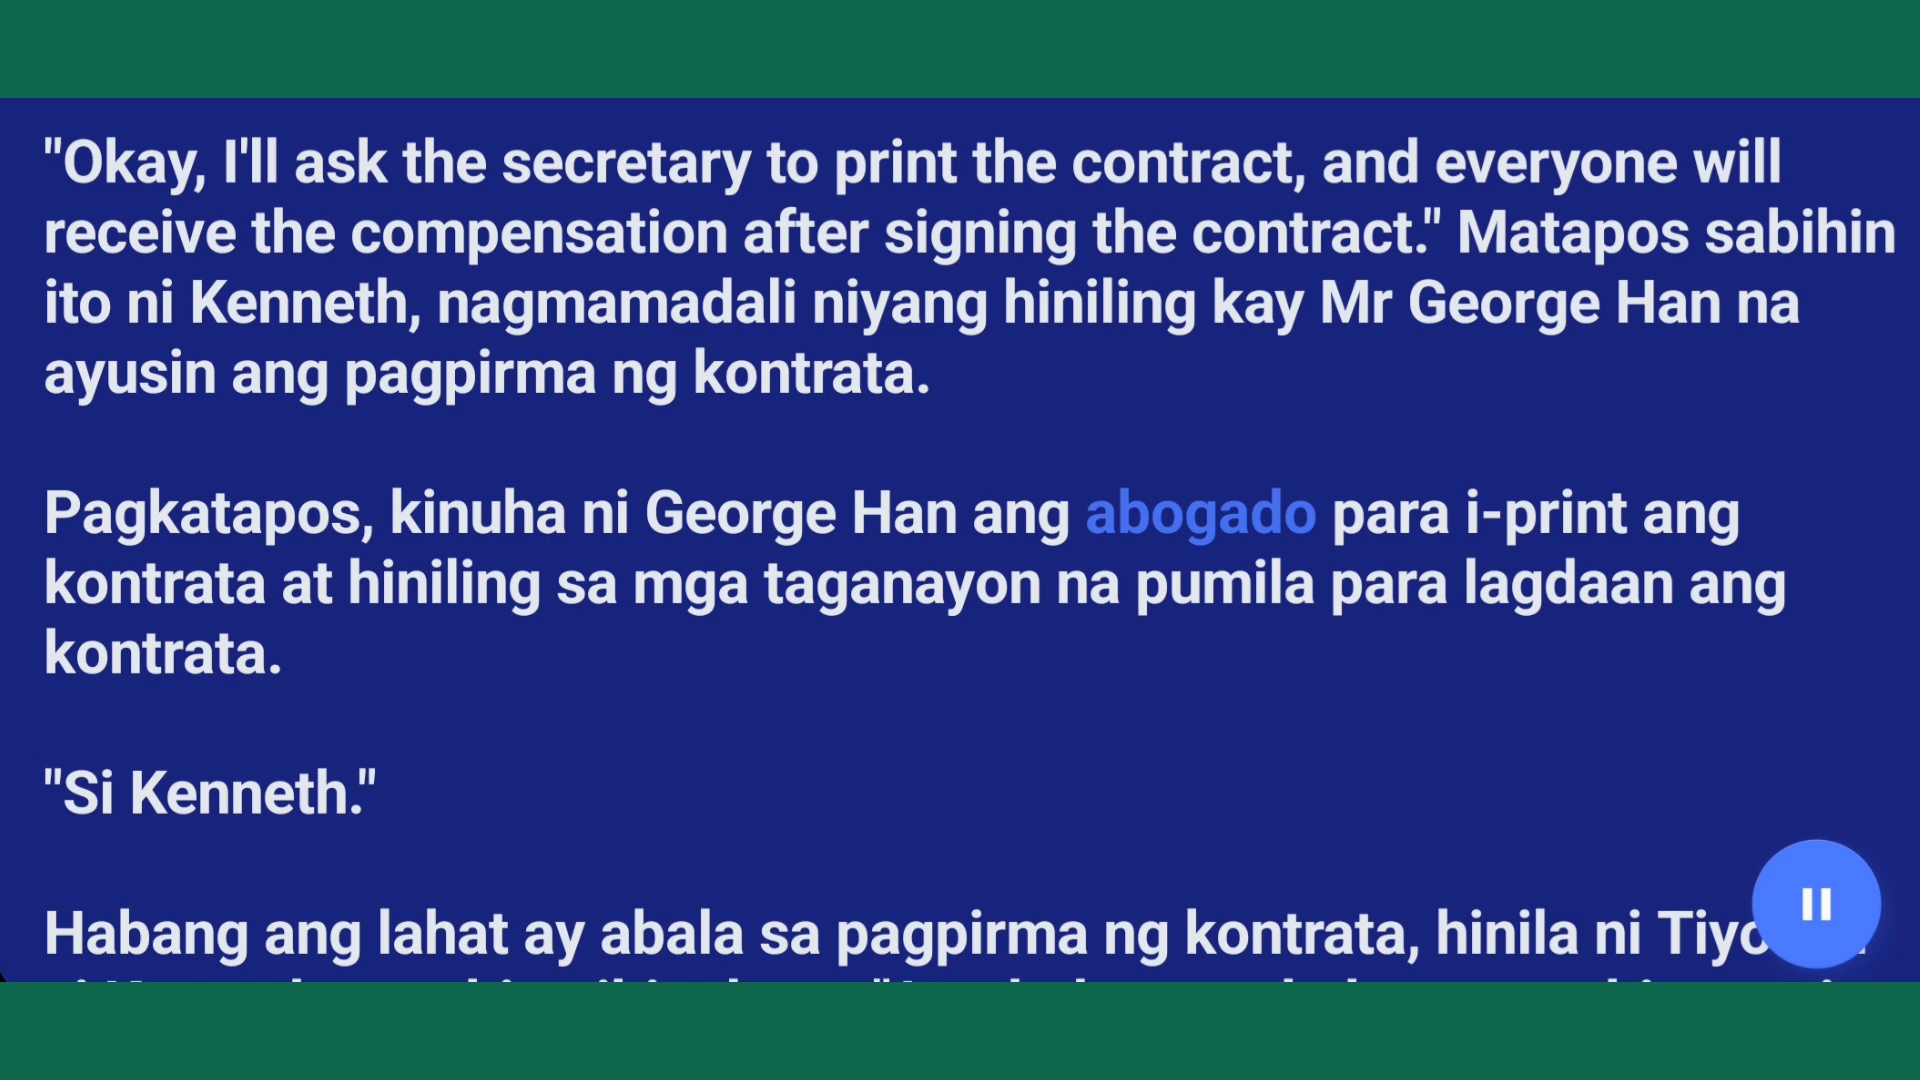 "Okay, I'll ask the secretary to print the contract, and everyone will
receive the compensation after signing the contract." Matapos sabihin
ito ni Kenneth, nagmamadali niyang hiniling kay Mr George Han na
ayusin ang pagpirma ng kontrata.
Pagkatapos, kinuha ni George Han ang abogado para i-print ang
kontrata at hiniling sa mga taganayon na pumila para lagdaan ang
kontrata.
"Si Kenneth."
Habang ang lahat ay abala sa pagpirma ng kontrata, hinila ni